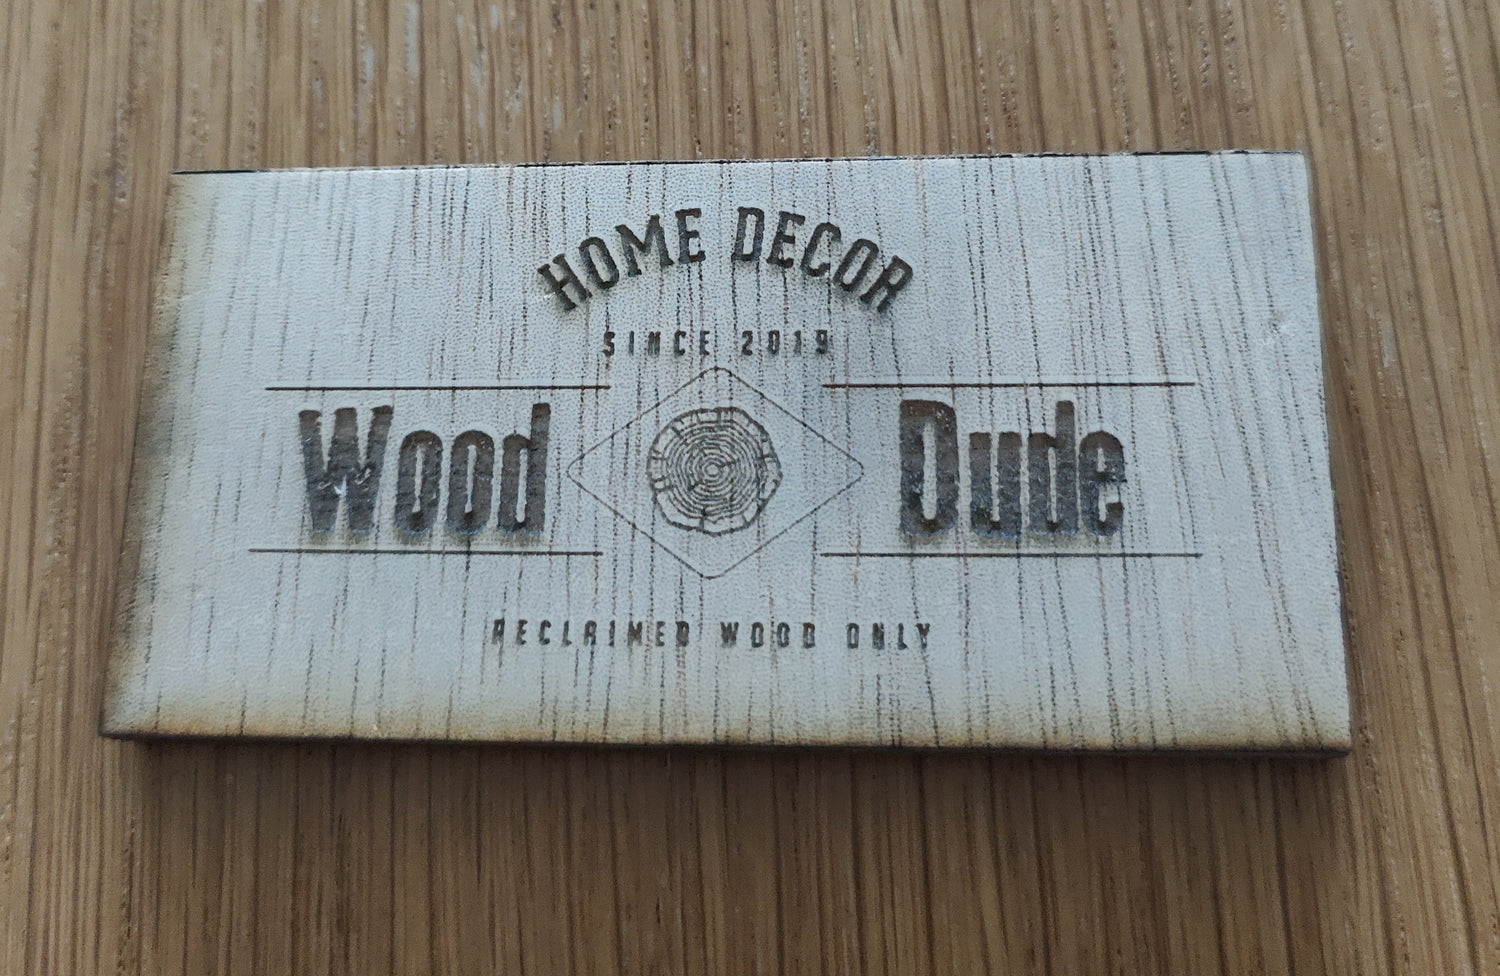 HOME DECOR
SINCE 2019
Wood Dude
RECLAIMED WOOD ONLY